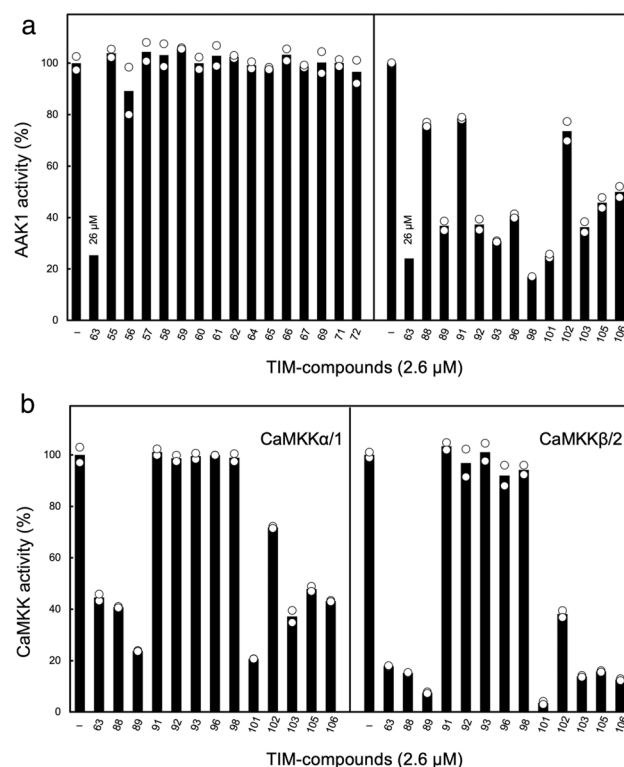 a
AAK1 activity (%)
120
100
80
60
40
20
0
26 µM
26 µM
– 63 55 56 57 58 59 60 61 62 64 65 66 67 69 71 72 – 63 88 89 91 92 93 96 98 101 102 103 105 106
TIM-compounds (2.6 µM)
b
CaMKKα/1
CaMKKβ/2
CaMKK activity (%)
120
100
80
60
40
20
0
– 63 88 89 91 92 93 96 98 101 102 103 105 106 – 63 88 89 91 92 93 96 98 101 102 103 105 106
TIM-compounds (2.6 µM)